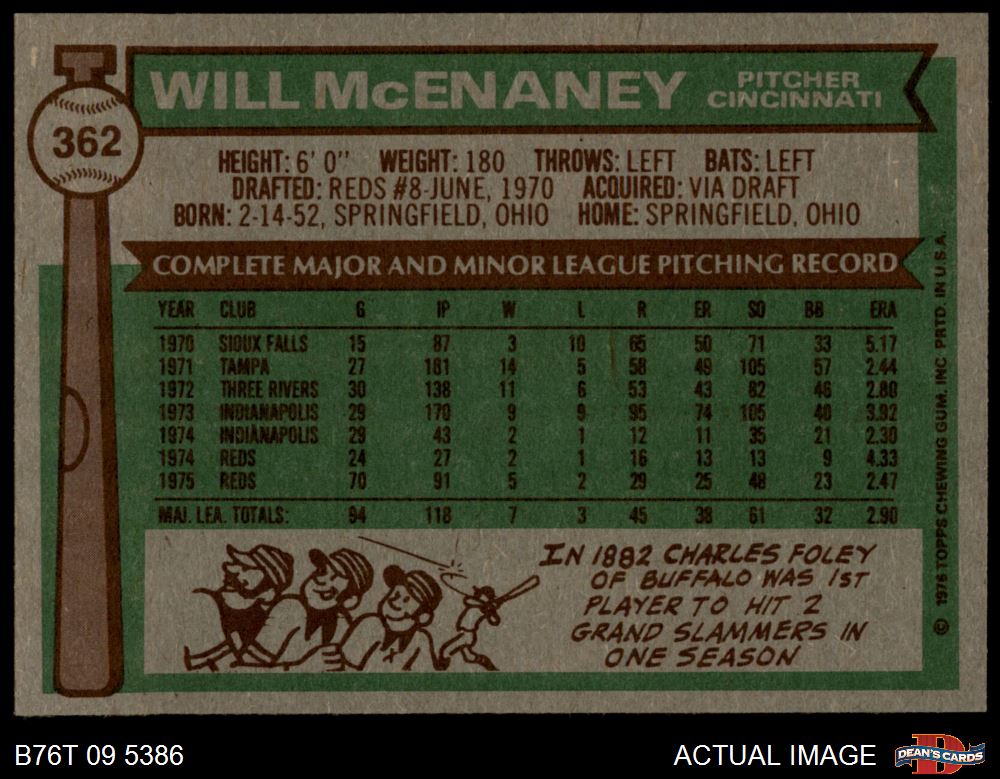 362
WILL McENANEY
PITCHER
CINCINNATI
HEIGHT: 6' 0" WEIGHT: 180 THROWS: LEFT BATS: LEFT
DRAFTED: REDS #8-JUNE, 1970 ACQUIRED: VIA DRAFT
BORN: 2-14-52, SPRINGFIELD, OHIO HOME: SPRINGFIELD, OHIO
COMPLETE MAJOR AND MINOR LEAGUE PITCHING RECORD
YEAR CLUB G IP W L R ER SO BB ERA
1970 SIOUX FALLS 15 87 3 10 65 50 71 33 5.17
1971 TAMPA 27 181 14 5 58 49 105 57 2.44
1972 THREE RIVERS 30 138 11 6 53 43 82 46 2.80
1973 INDIANAPOLIS 29 170 9 9 95 74 105 40 3.92
1974 INDIANAPOLIS 29 43 2 1 12 11 35 21 2.30
1974 REDS 24 27 2 1 16 13 13 9 4.33
1975 REDS 70 91 5 2 29 25 48 23 2.47
MAJ. LEA. TOTALS: 94 118 7 3 45 38 61 32 2.90
IN 1882 CHARLES FOLEY
OF BUFFALO WAS 1ST
PLAYER TO HIT 2
GRAND SLAMMERS IN
ONE SEASON
© 1976 TOPPS CHEWING GUM, INC. PRTD. IN U.S.A.
B76T 09 5386
ACTUAL IMAGE
D
DEAN'S CARDS